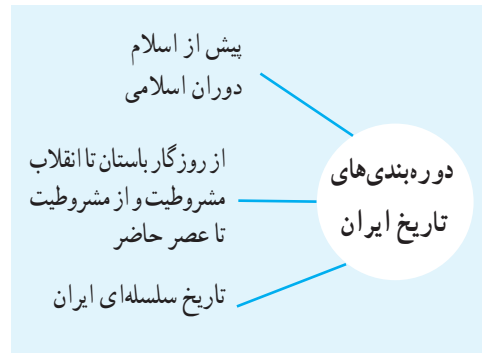 دوره‌بندی‌های
تاریخ ایران
پیش از اسلام
دوران اسلامی
از روزگار باستان تا انقلاب
مشروطیت و از مشروطیت
تا عصر حاضر
تاریخ سلسله‌ای ایران